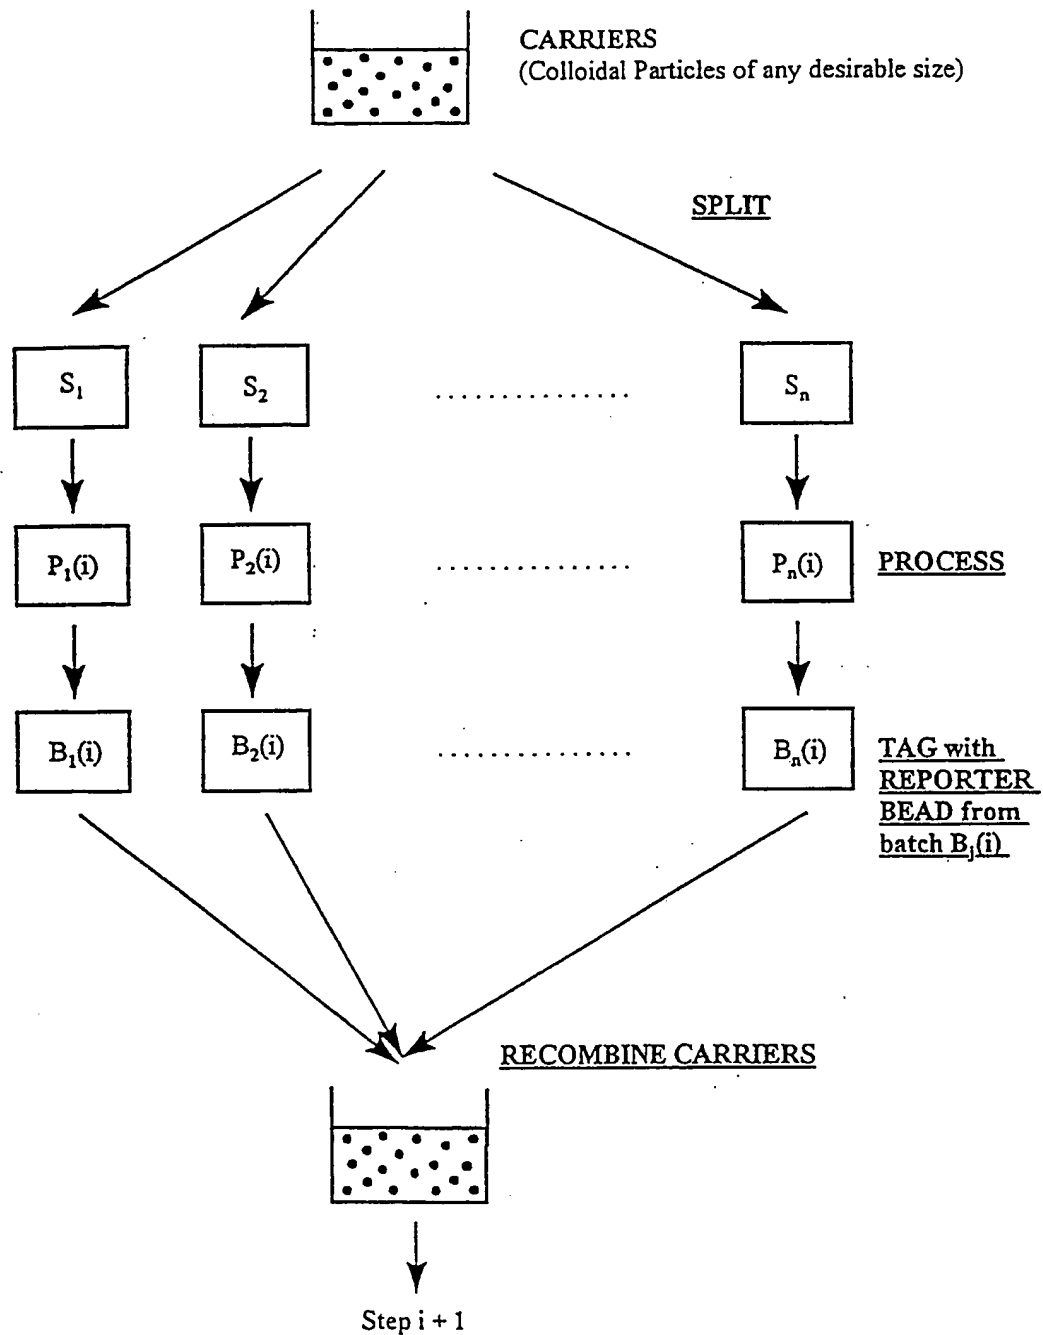 CARRIERS
(Colloidal Particles of any desirable size)
SPLIT
S₁ S₂ .............. Sₙ
P₁(i) P₂(i) .............. Pₙ(i) PROCESS
B₁(i) B₂(i) .............. Bₙ(i) TAG with
REPORTER
BEAD from
batch Bⱼ(i)
RECOMBINE CARRIERS
Step i + 1